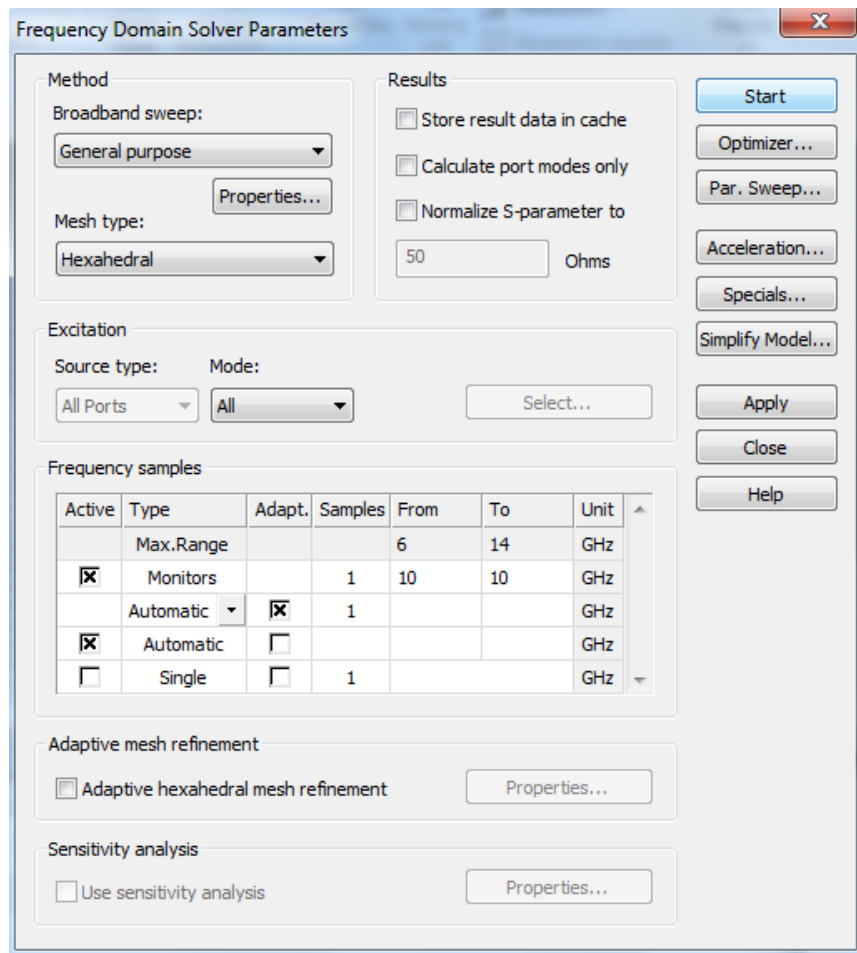 Frequency Domain Solver Parameters
Method
Broadband sweep:
General purpose
Properties...
Mesh type:
Hexahedral
Results
Store result data in cache
Calculate port modes only
Normalize S-parameter to
50 Ohms
Start
Optimizer...
Par. Sweep...
Acceleration...
Specials...
Simplify Model...
Apply
Close
Help
Excitation
Source type: Mode:
All Ports All Select...
Frequency samples
Active Type Adapt. Samples From To Unit
Max.Range 6 14 GHz
Monitors 1 10 10 GHz
Automatic 1 GHz
Automatic GHz
Single 1 GHz
Adaptive mesh refinement
Adaptive hexahedral mesh refinement Properties...
Sensitivity analysis
Use sensitivity analysis Properties...